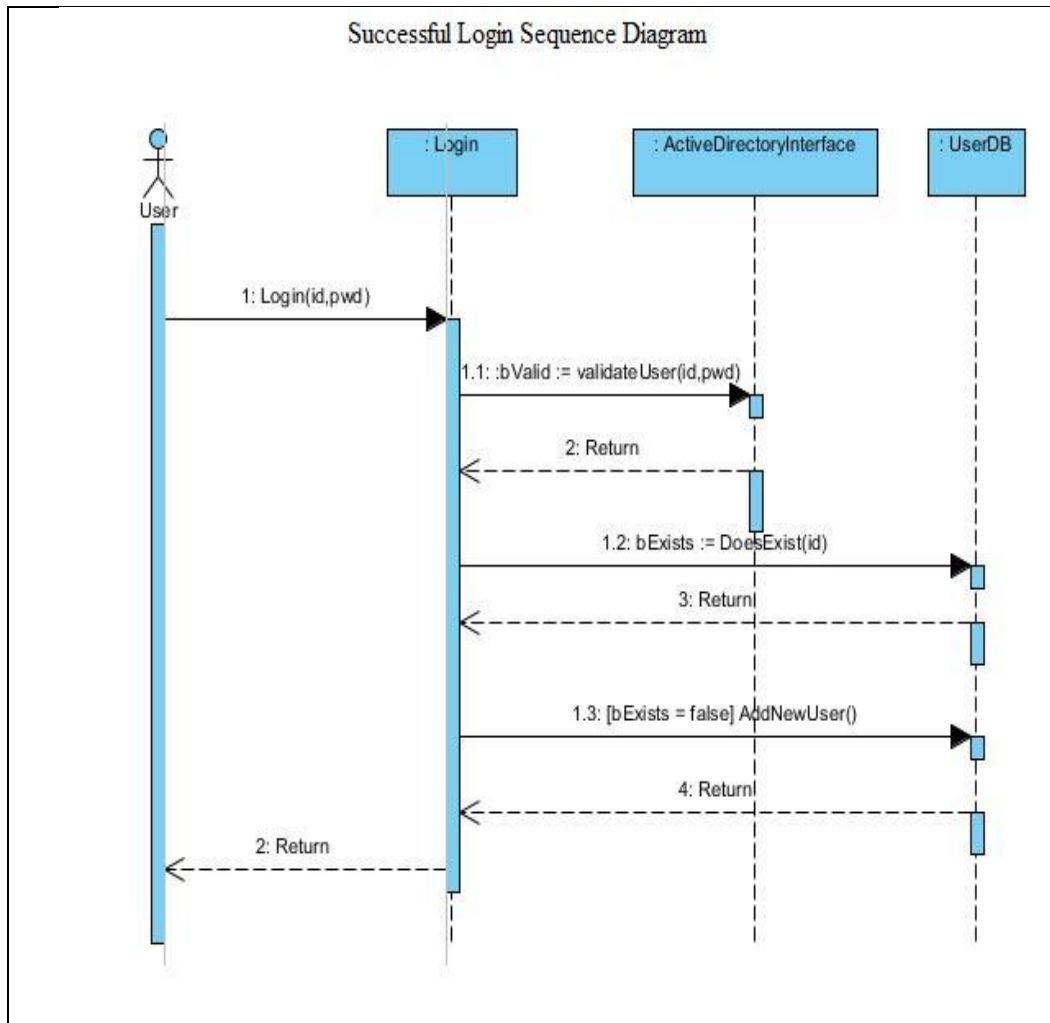 Successful Login Sequence Diagram
: Login
: ActiveDirectoryInterface
: UserDB
User
1: Login(id,pwd)
1.1: :bValid := validateUser(id,pwd)
2: Return
1.2: bExists := DoesExist(id)
3: Return
1.3: [bExists = false] AddNewUser()
4: Return
2: Return